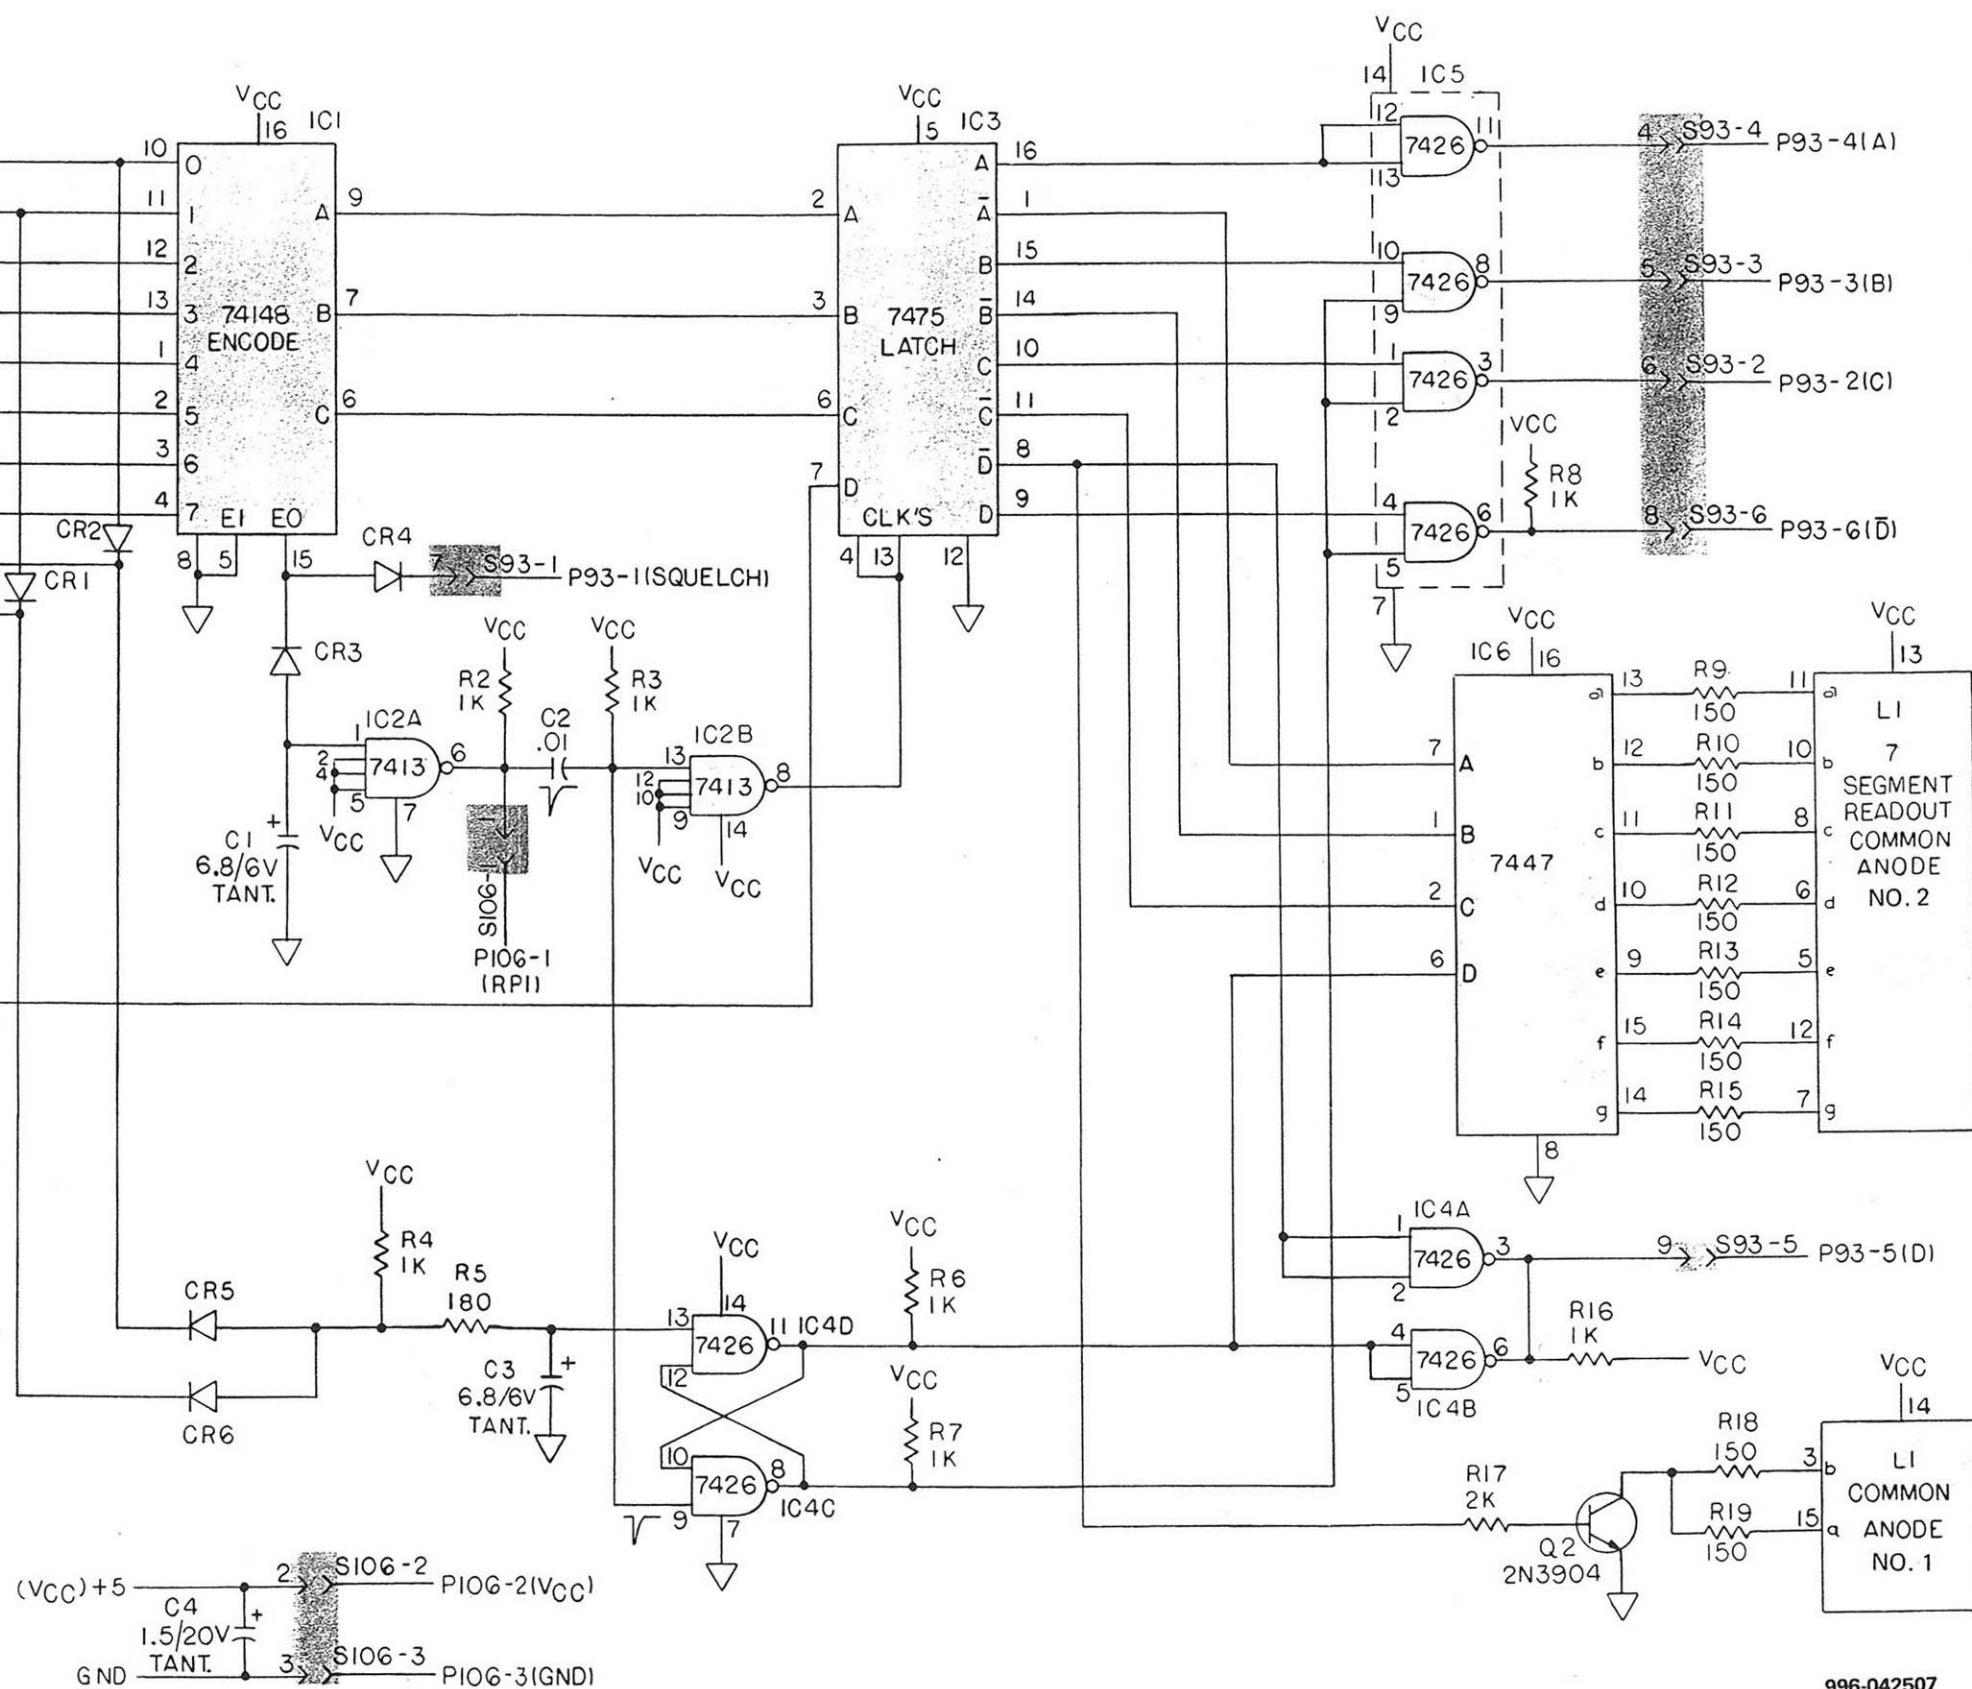 VCC
14
IC5
VCC
16
IC1
VCC
5
IC3
12
7426
11
13
4
S93-4
P93-4(A)
10
0
11
1
12
2
13
3
1
4
2
5
3
6
4
7
74148
ENCODE
A
9
B
7
C
6
EI
EO
8
5
15
2
A
3
B
6
C
7
D
7475
LATCH
CLK'S
4
13
12
A
16
A̅
1
B
15
B̅
14
C
10
C̅
11
D̅
8
D
9
10
7426
8
9
5
S93-3
P93-3(B)
1
7426
3
2
6
S93-2
P93-2(C)
VCC
R8
1K
4
7426
6
5
7
8
S93-6
P93-6(D̅)
CR2
CR1
CR4
7
S93-1
P93-1(SQUELCH)
CR3
VCC
R2
1K
VCC
R3
1K
IC2A
1
2
4
5
7413
6
7
VCC
C2
.01
IC2B
13
12
10
9
7413
8
14
VCC
VCC
+
C1
6.8/6V
TANT.
1
S106-1
P106-1
(RP1)
IC6
VCC
16
7447
7
A
1
B
2
C
6
D
a
13
R9
150
11
a
b
12
R10
150
10
b
c
11
R11
150
8
c
d
10
R12
150
6
d
e
9
R13
150
5
e
f
15
R14
150
12
f
g
14
R15
150
7
g
8
VCC
13
L1
7
SEGMENT
READOUT
COMMON
ANODE
NO.2
VCC
R4
1K
R5
180
CR5
CR6
C3
6.8/6V
TANT.
+
VCC
14
13
7426
11
IC4D
12
10
7426
8
IC4C
9
7
VCC
R6
1K
VCC
R7
1K
IC4A
1
7426
3
2
9
S93-5
P93-5(D)
4
7426
6
5
IC4B
R16
1K
VCC
R17
2K
Q2
2N3904
R18
150
3
b
R19
150
15
a
VCC
14
L1
COMMON
ANODE
NO.1
(VCC)+5
2
S106-2
P106-2(VCC)
C4
1.5/20V
TANT.
+
GND
3
S106-3
P106-3(GND)
996-042507